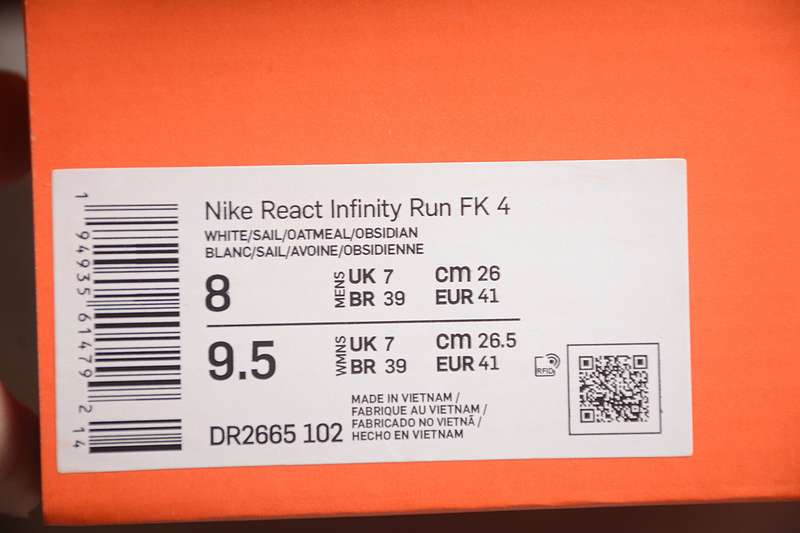 Nike React Infinity Run FK 4
WHITE/SAIL/OATMEAL/OBSIDIAN
BLANC/SAIL/AVOINE/OBSIDIENNE
8 MENS UK 7 cm 26
BR 39 EUR 41
9.5 WMNS UK 7 cm 26.5
BR 39 EUR 41
RFID
MADE IN VIETNAM /
FABRIQUE AU VIETNAM /
FABRICADO NO VIETNÃ /
HECHO EN VIETNAM
DR2665 102
1 94935 61479 2 14